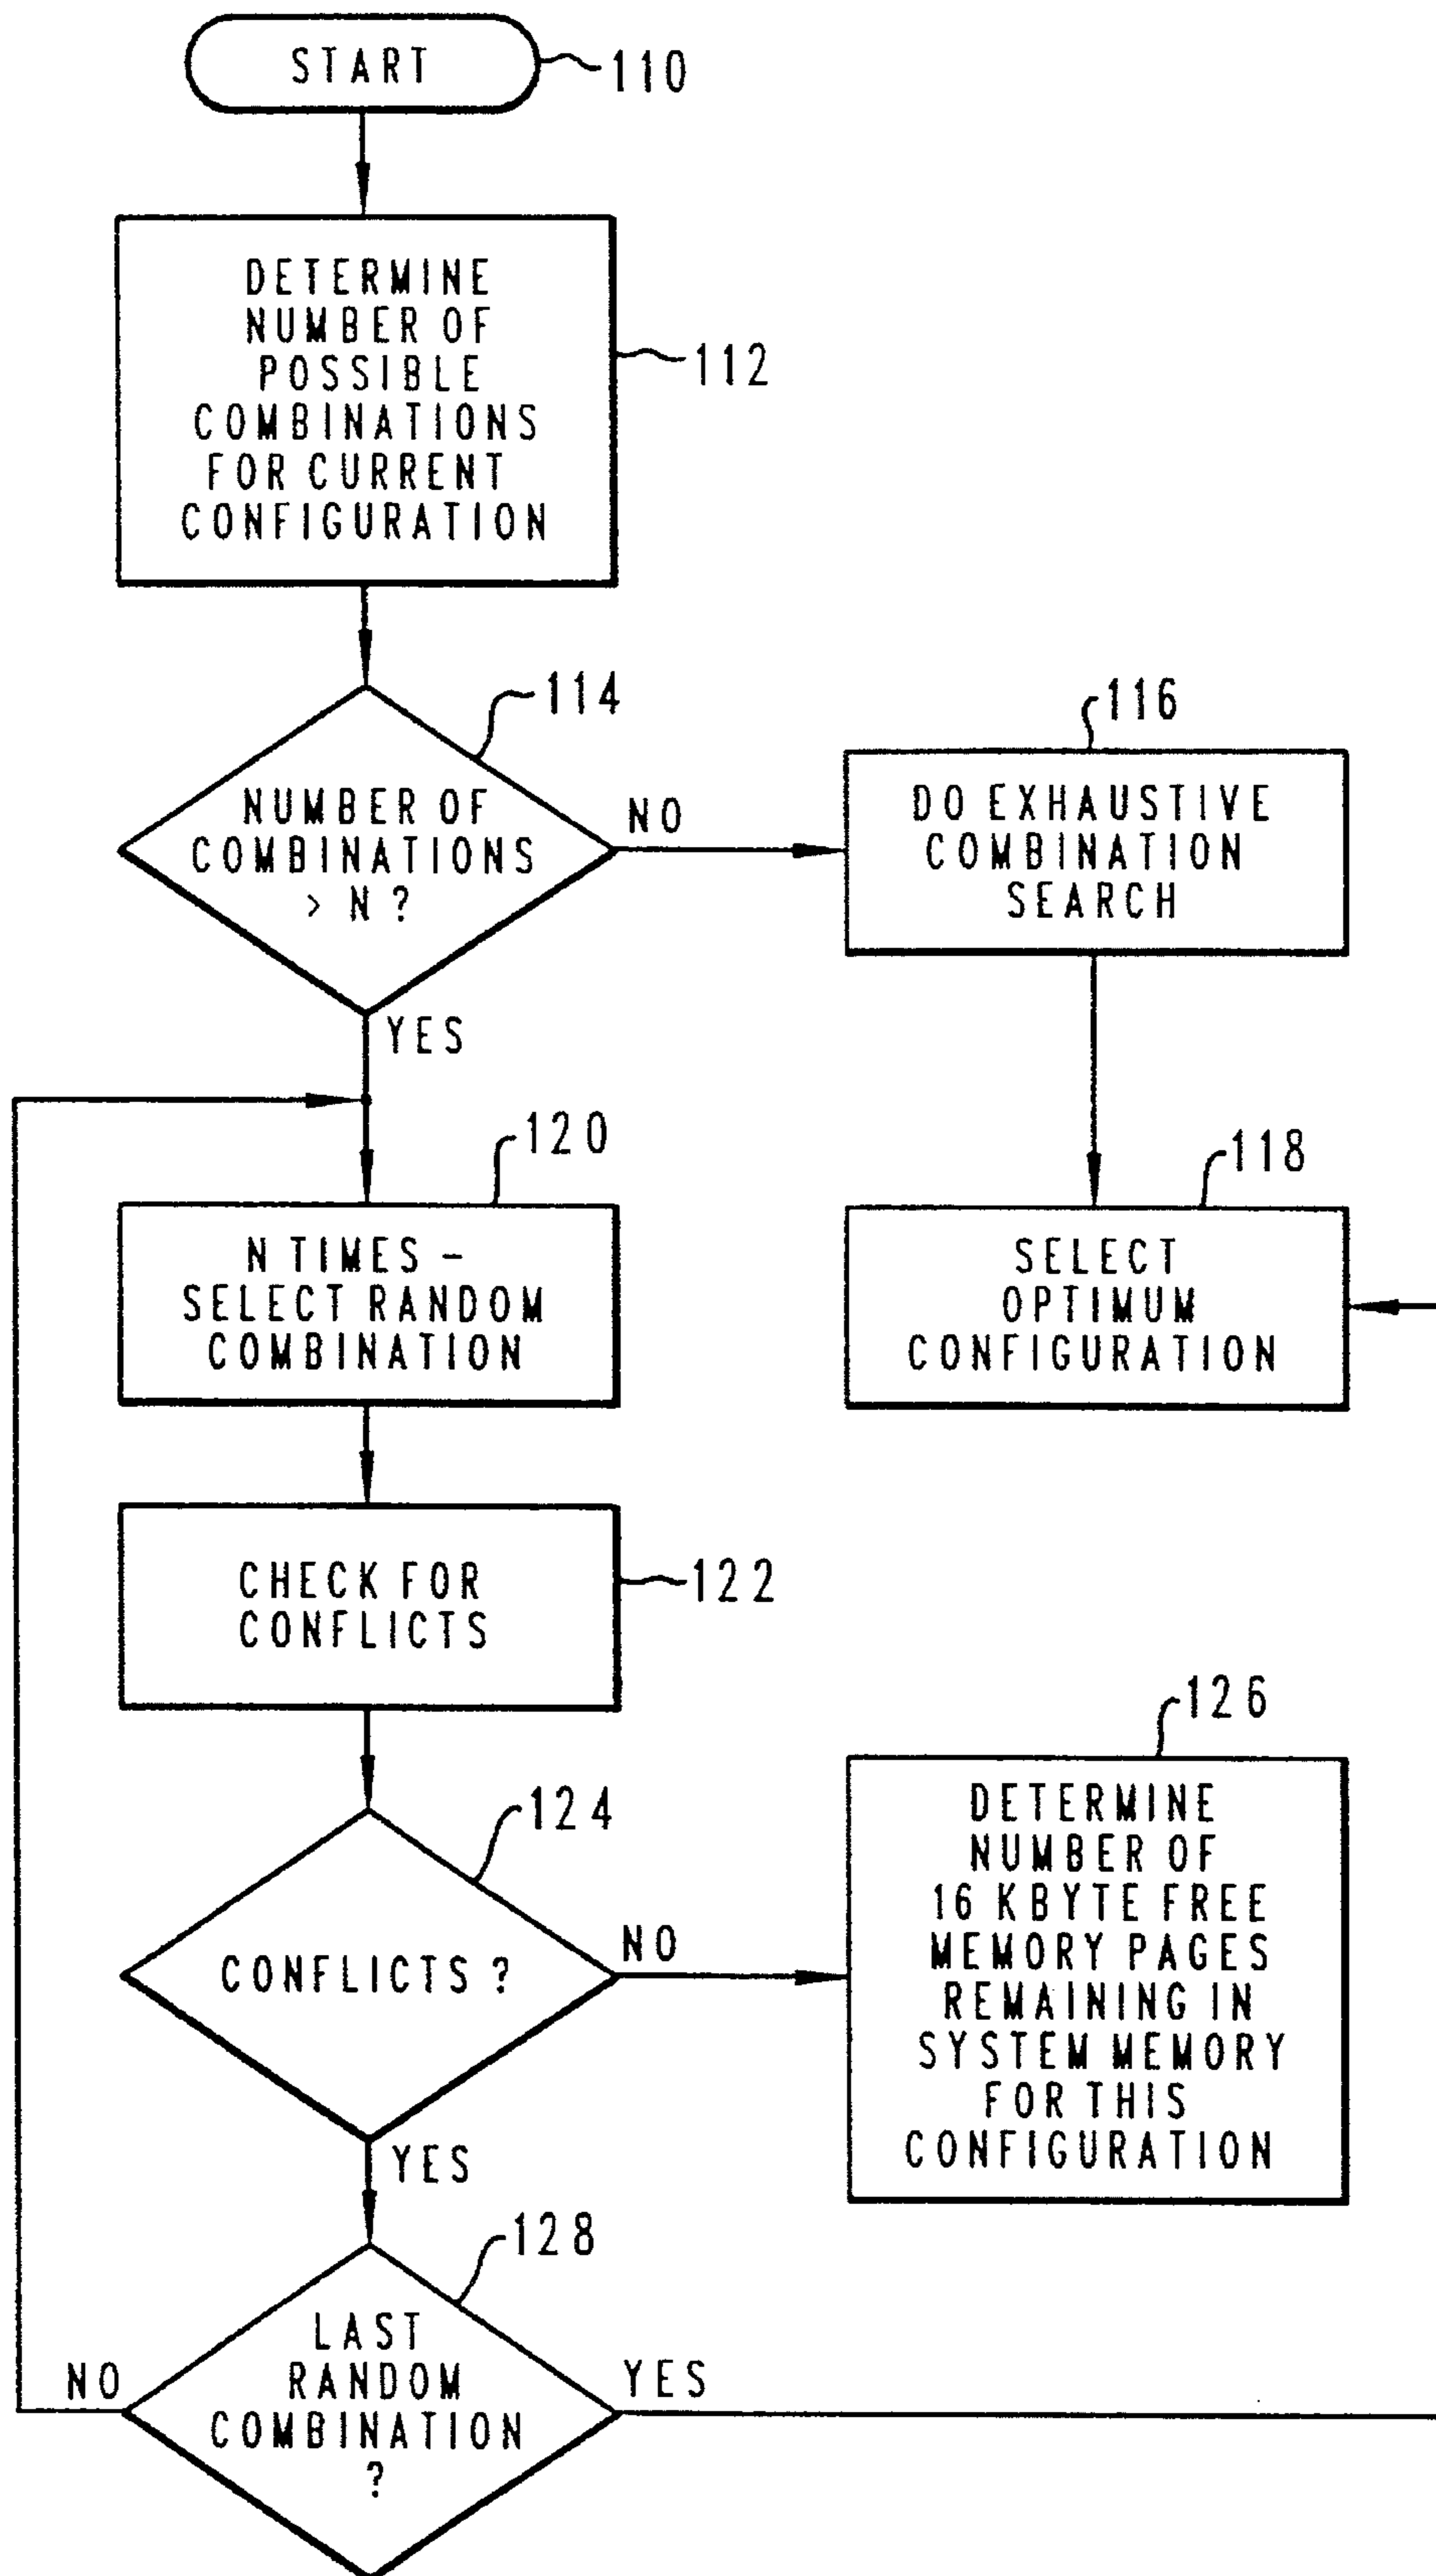 START
110
DETERMINE
NUMBER OF
POSSIBLE
COMBINATIONS
FOR CURRENT
CONFIGURATION
112
114
NUMBER OF
COMBINATIONS
> N ?
NO
YES
116
DO EXHAUSTIVE
COMBINATION
SEARCH
120
N TIMES -
SELECT RANDOM
COMBINATION
118
SELECT
OPTIMUM
CONFIGURATION
CHECK FOR
CONFLICTS
122
124
CONFLICTS ?
NO
YES
126
DETERMINE
NUMBER OF
16 KBYTE FREE
MEMORY PAGES
REMAINING IN
SYSTEM MEMORY
FOR THIS
CONFIGURATION
128
LAST
RANDOM
COMBINATION
?
NO
YES